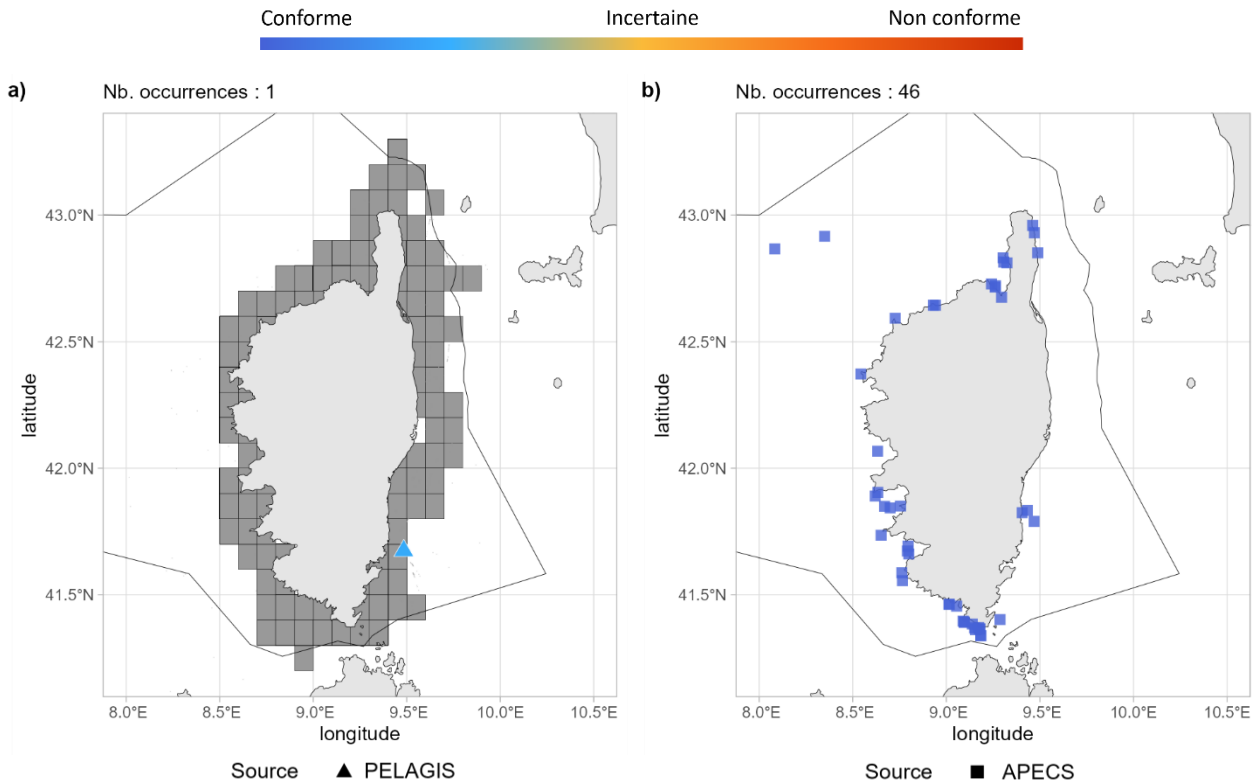 Conforme Incertaine Non conforme
a) Nb. occurrences : 1
43.0°N
42.5°N
42.0°N
41.5°N
latitude
8.0°E 8.5°E 9.0°E 9.5°E 10.0°E 10.5°E
longitude
Source ▲ PELAGIS
b) Nb. occurrences : 46
43.0°N
42.5°N
42.0°N
41.5°N
latitude
8.0°E 8.5°E 9.0°E 9.5°E 10.0°E 10.5°E
longitude
Source ■ APECS